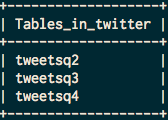 +-------------------+
| Tables_in_twitter |
+-------------------+
| tweetsq2          |
| tweetsq3          |
| tweetsq4          |
+-------------------+